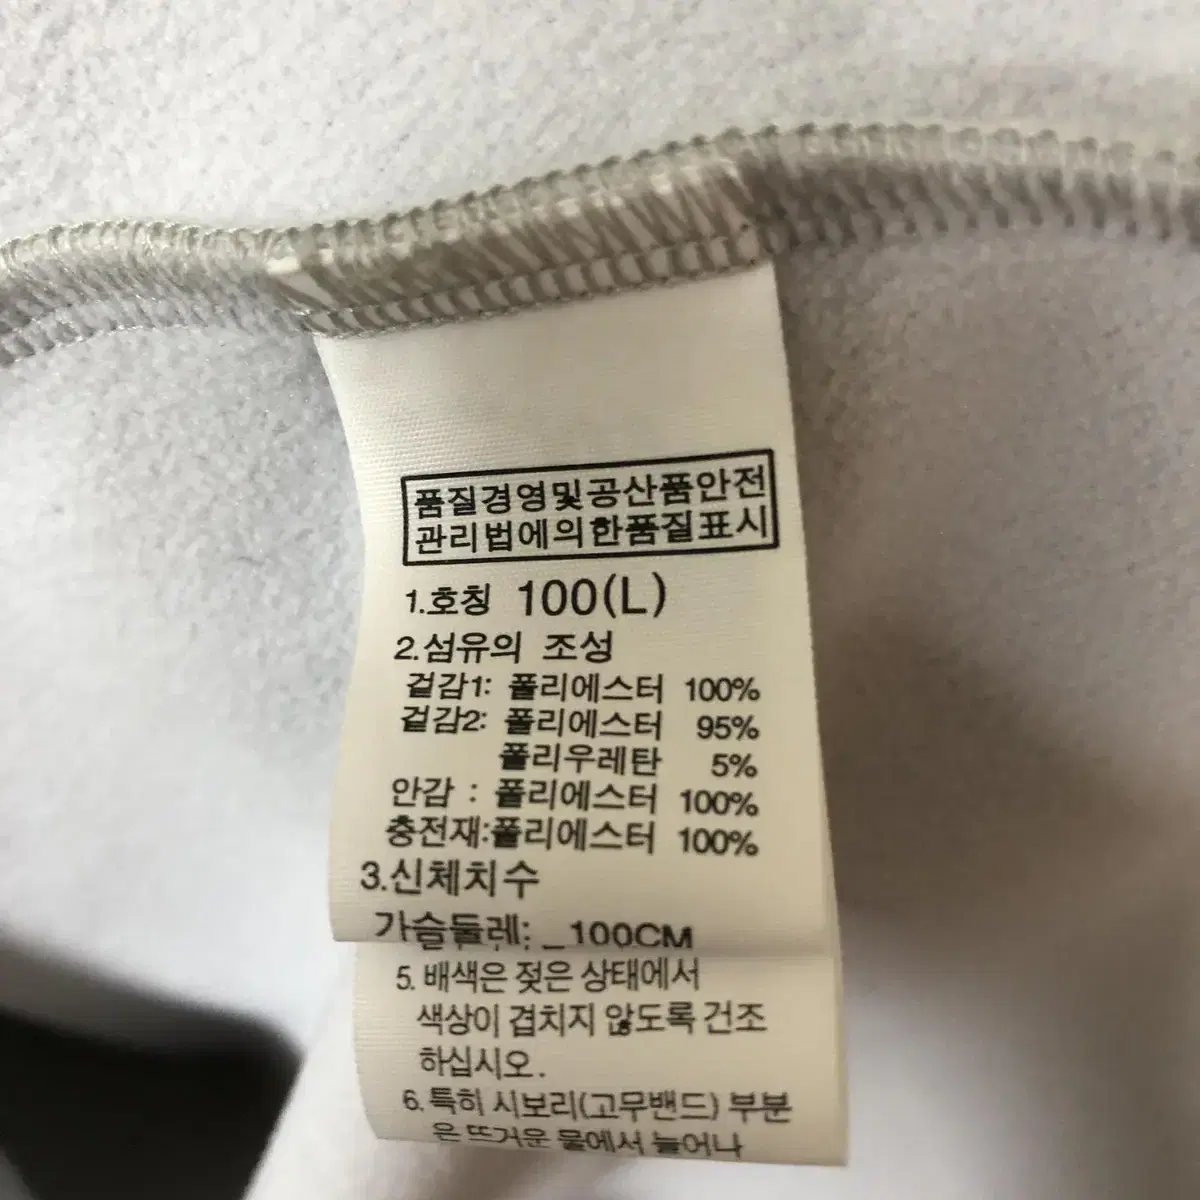 품질경영및공산품안전
관리법에의한품질표시
1.호칭 100(L)
2.섬유의 조성
겉감1: 폴리에스터 100%
겉감2: 폴리에스터 95%
폴리우레탄 5%
안감 : 폴리에스터 100%
충전재:폴리에스터 100%
3.신체치수
가슴둘레: 100CM
5. 배색은 젖은 상태에서
색상이 겹치지 않도록 건조
하십시오.
6. 특히 시보리(고무밴드) 부분
은 뜨거운 물에서 늘어나